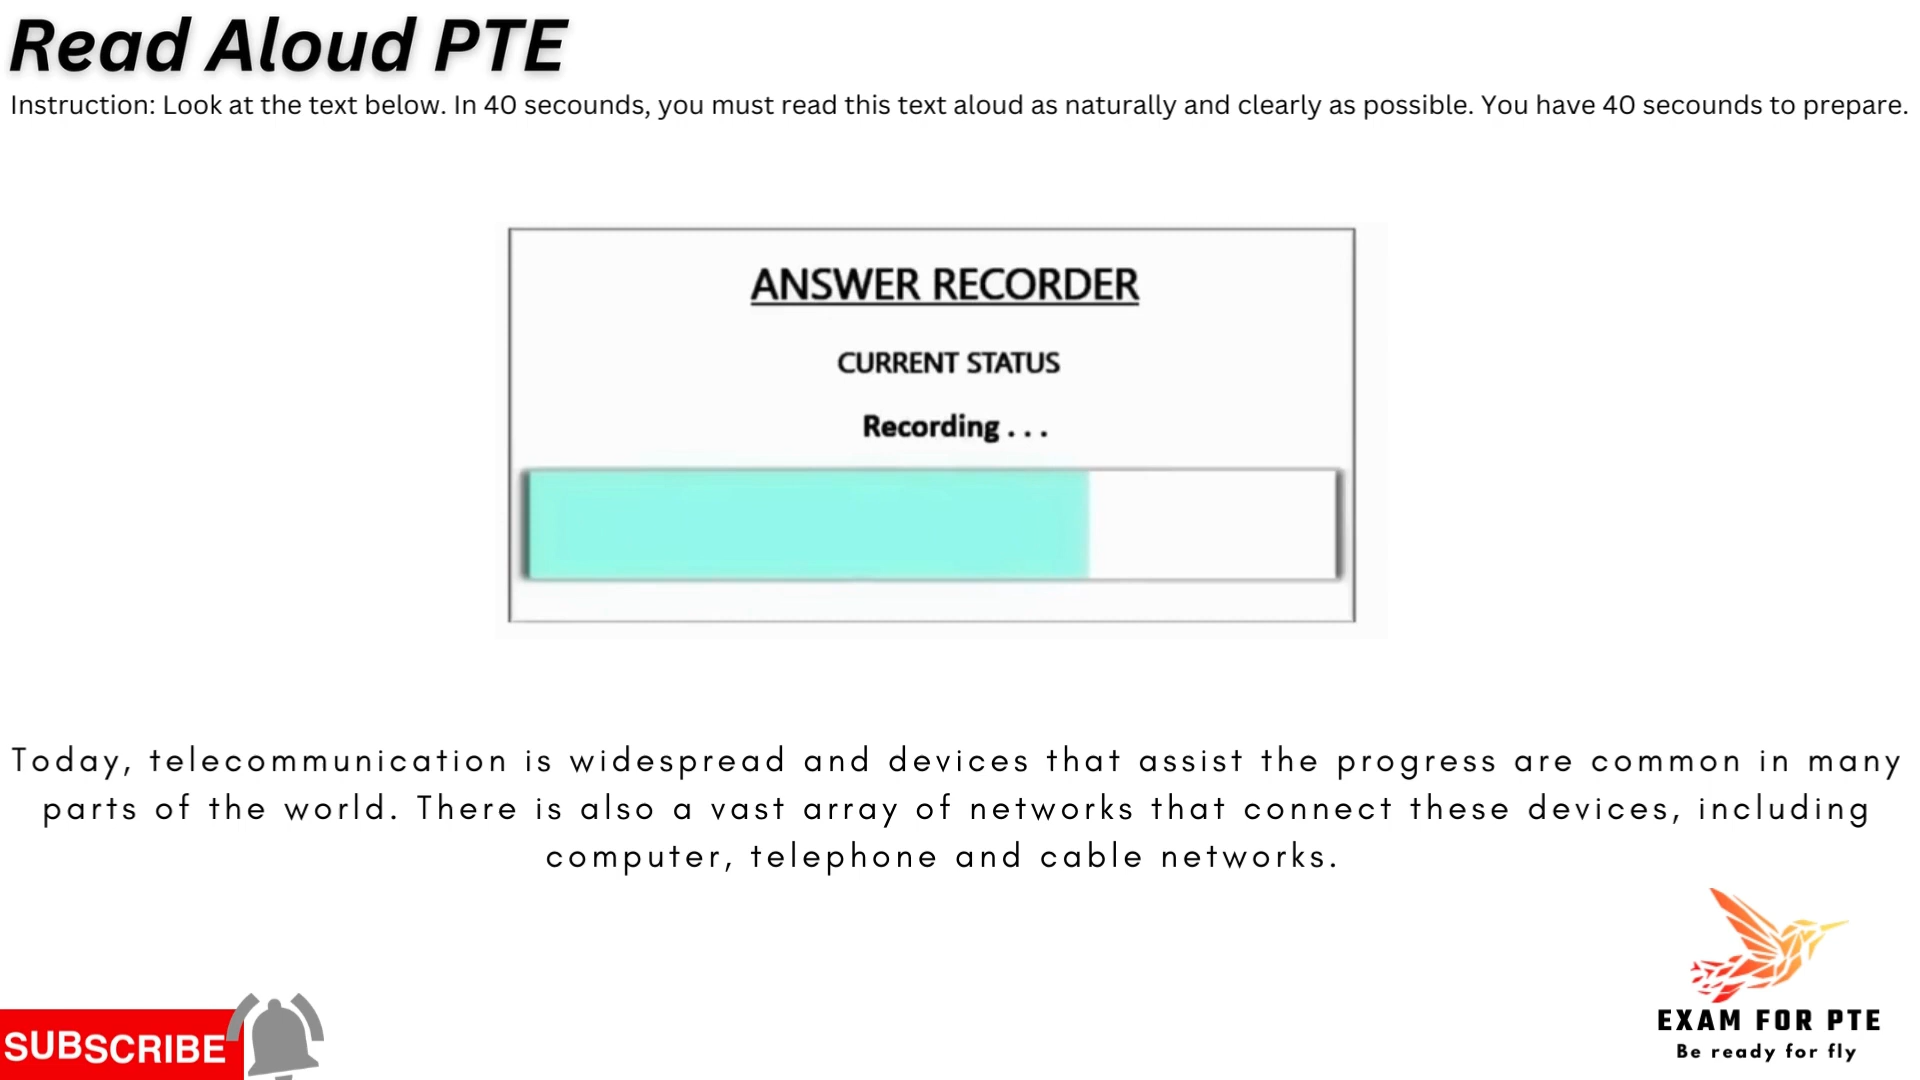 Read Aloud PTE
Instruction: Look at the text below. In 40 secounds, you must read this text aloud as naturally and clearly as possible. You have 40 secounds to prepare.
ANSWER RECORDER
CURRENT STATUS
Recording . . .
Today, telecommunication is widespread and devices that assist the progress are common in many
parts of the world. There is also a vast array of networks that connect these devices, including
computer, telephone and cable networks.
EXAM FOR PTE
Be ready for fly
SUBSCRIBE